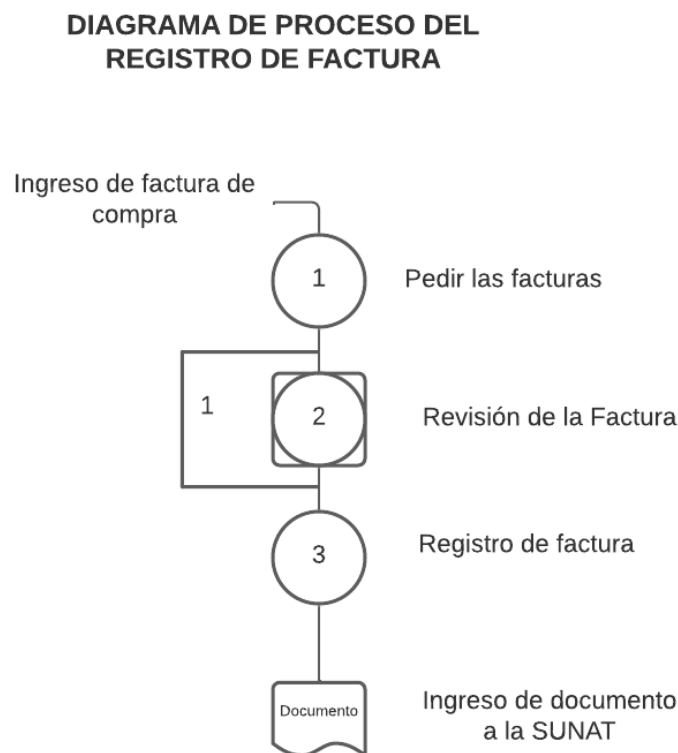 DIAGRAMA DE PROCESO DEL
REGISTRO DE FACTURA
Ingreso de factura de
compra
1
Pedir las facturas
1
2
Revisión de la Factura
3
Registro de factura
Documento
Ingreso de documento
a la SUNAT